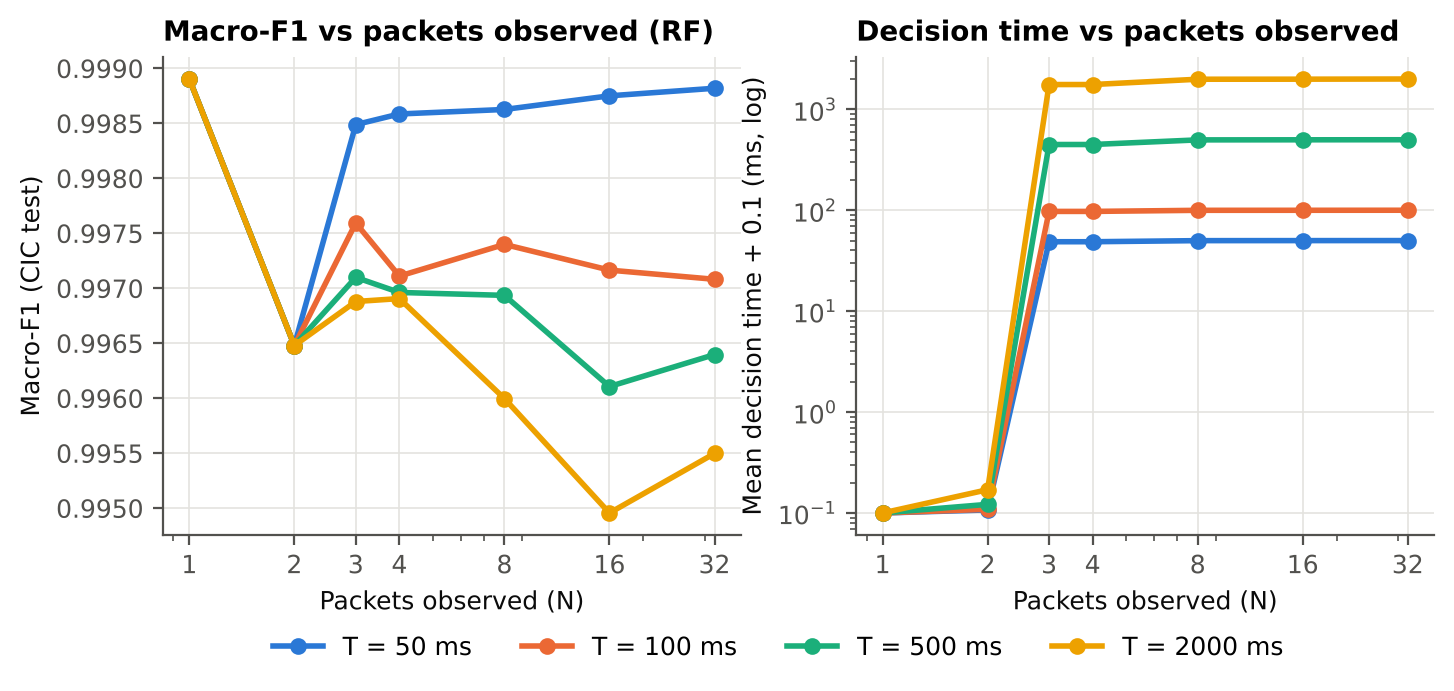 Macro-F1 vs packets observed (RF)
Macro-F1 (CIC test)
0.9990
0.9985
0.9980
0.9975
0.9970
0.9965
0.9960
0.9955
0.9950
1 2 3 4 8 16 32
Packets observed (N)
Decision time vs packets observed
Mean decision time + 0.1 (ms, log)
10³
10²
10¹
10⁰
10⁻¹
1 2 3 4 8 16 32
Packets observed (N)
T = 50 ms T = 100 ms T = 500 ms T = 2000 ms